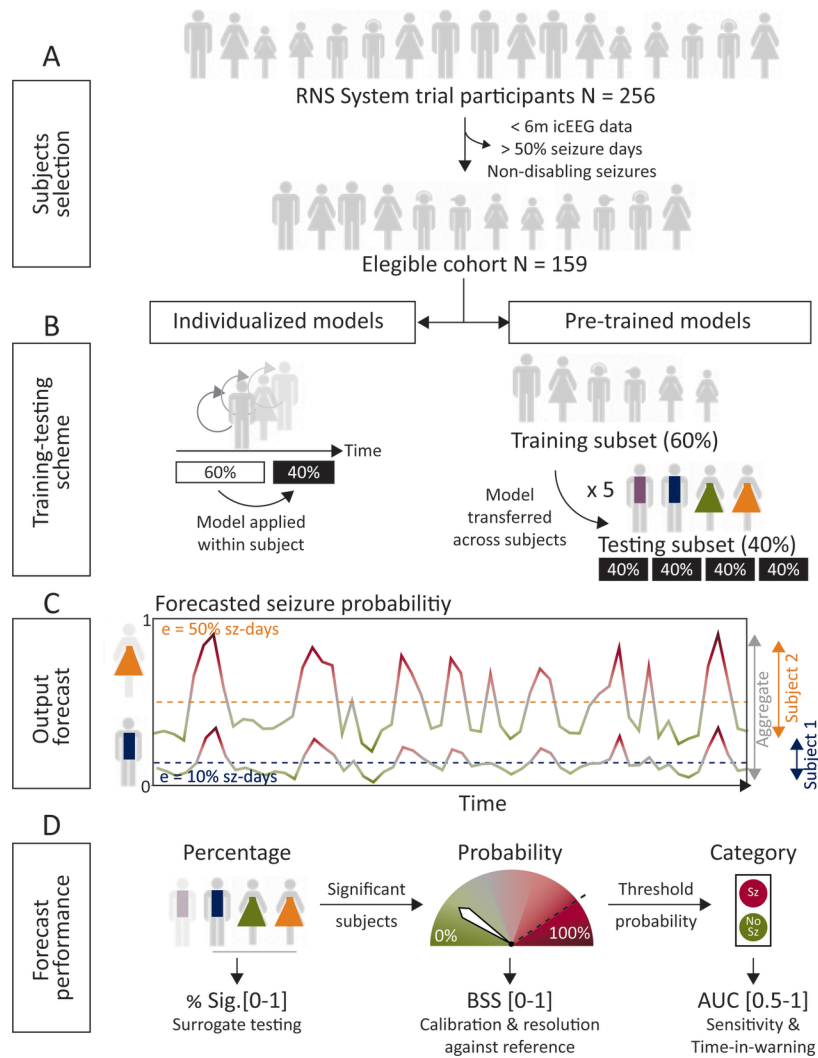 A
Subjects
selection
RNS System trial participants N = 256
< 6m icEEG data
> 50% seizure days
Non-disabling seizures
Elegible cohort N = 159
B
Training-testing
scheme
Individualized models
Pre-trained models
Time
60%
40%
Model applied
within subject
Training subset (60%)
Model
transferred
across subjects
x 5
Testing subset (40%)
40%
40%
40%
40%
C
Output
forecast
Forecasted seizure probabilitiy
1
e = 50% sz-days
e = 10% sz-days
0
Time
Aggregate
Subject 2
Subject 1
D
Forecast
performance
Percentage
Probability
Category
Significant
subjects
0%
100%
Threshold
probability
Sz
No
Sz
% Sig.[0-1]
Surrogate testing
BSS [0-1]
Calibration & resolution
against reference
AUC [0.5-1]
Sensitivity &
Time-in-warning